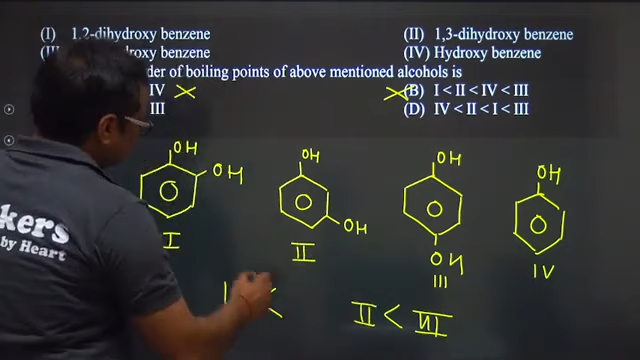 (I) 1,2-dihydroxy benzene
(II) 1,3-dihydroxy benzene
(III
oxy benzene
(IV) Hydroxy benzene
der of boiling points of above mentioned alcohols is
IV
(B) I < II < IV < III
III
(D) IV < II < I < III
OH
OH
OH
OH
OH
OH
OH
I
II
III
IV
kers
by Heart
I <
II < III